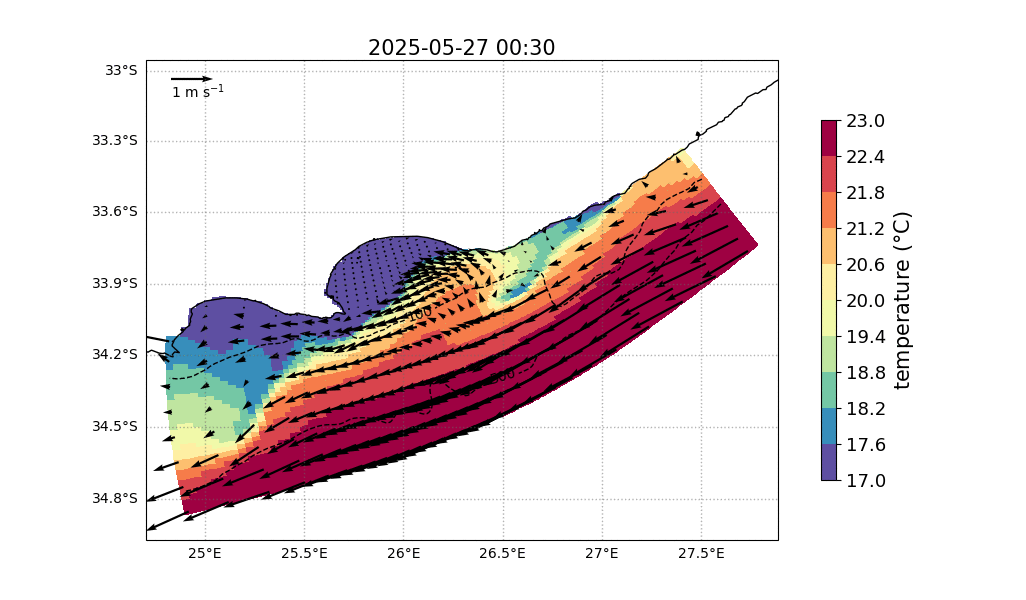 2025-05-27 00:30
1 m s⁻¹
33°S
33.3°S
33.6°S
33.9°S
34.2°S
34.5°S
34.8°S
25°E
25.5°E
26°E
26.5°E
27°E
27.5°E
100
23.0
22.4
21.8
21.2
20.6
20.0
19.4
18.8
18.2
17.6
17.0
temperature (°C)